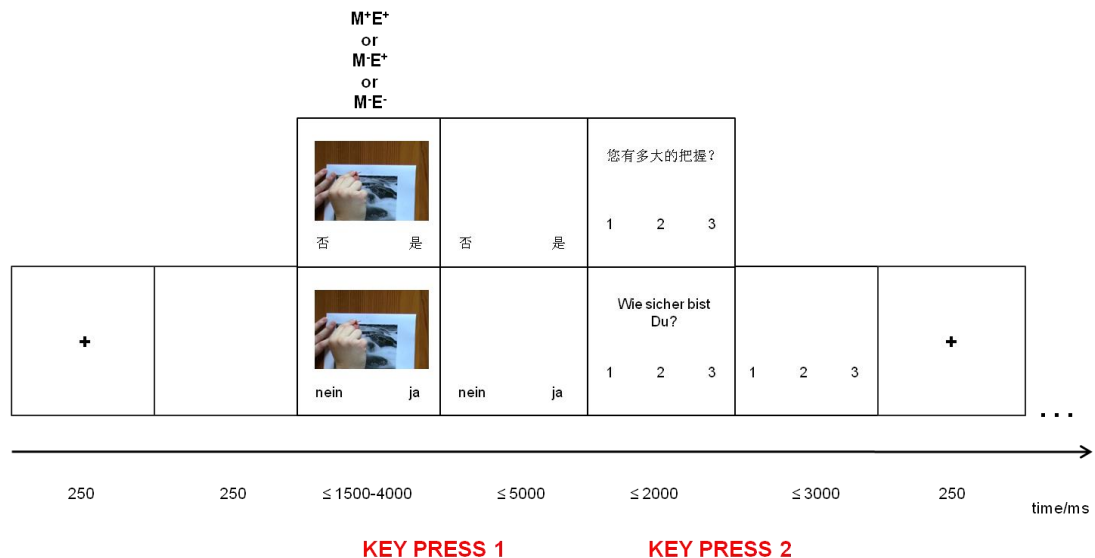 M⁺E⁺
or
M⁻E⁺
or
M⁻E⁻
您有多大的把握?
1 2 3
否 是 否 是
+
Wie sicher bist
Du?
1 2 3 1 2 3
+
nein ja nein ja
. . .
250 250 ≤ 1500-4000 ≤ 5000 ≤ 2000 ≤ 3000 250
time/ms
KEY PRESS 1 KEY PRESS 2